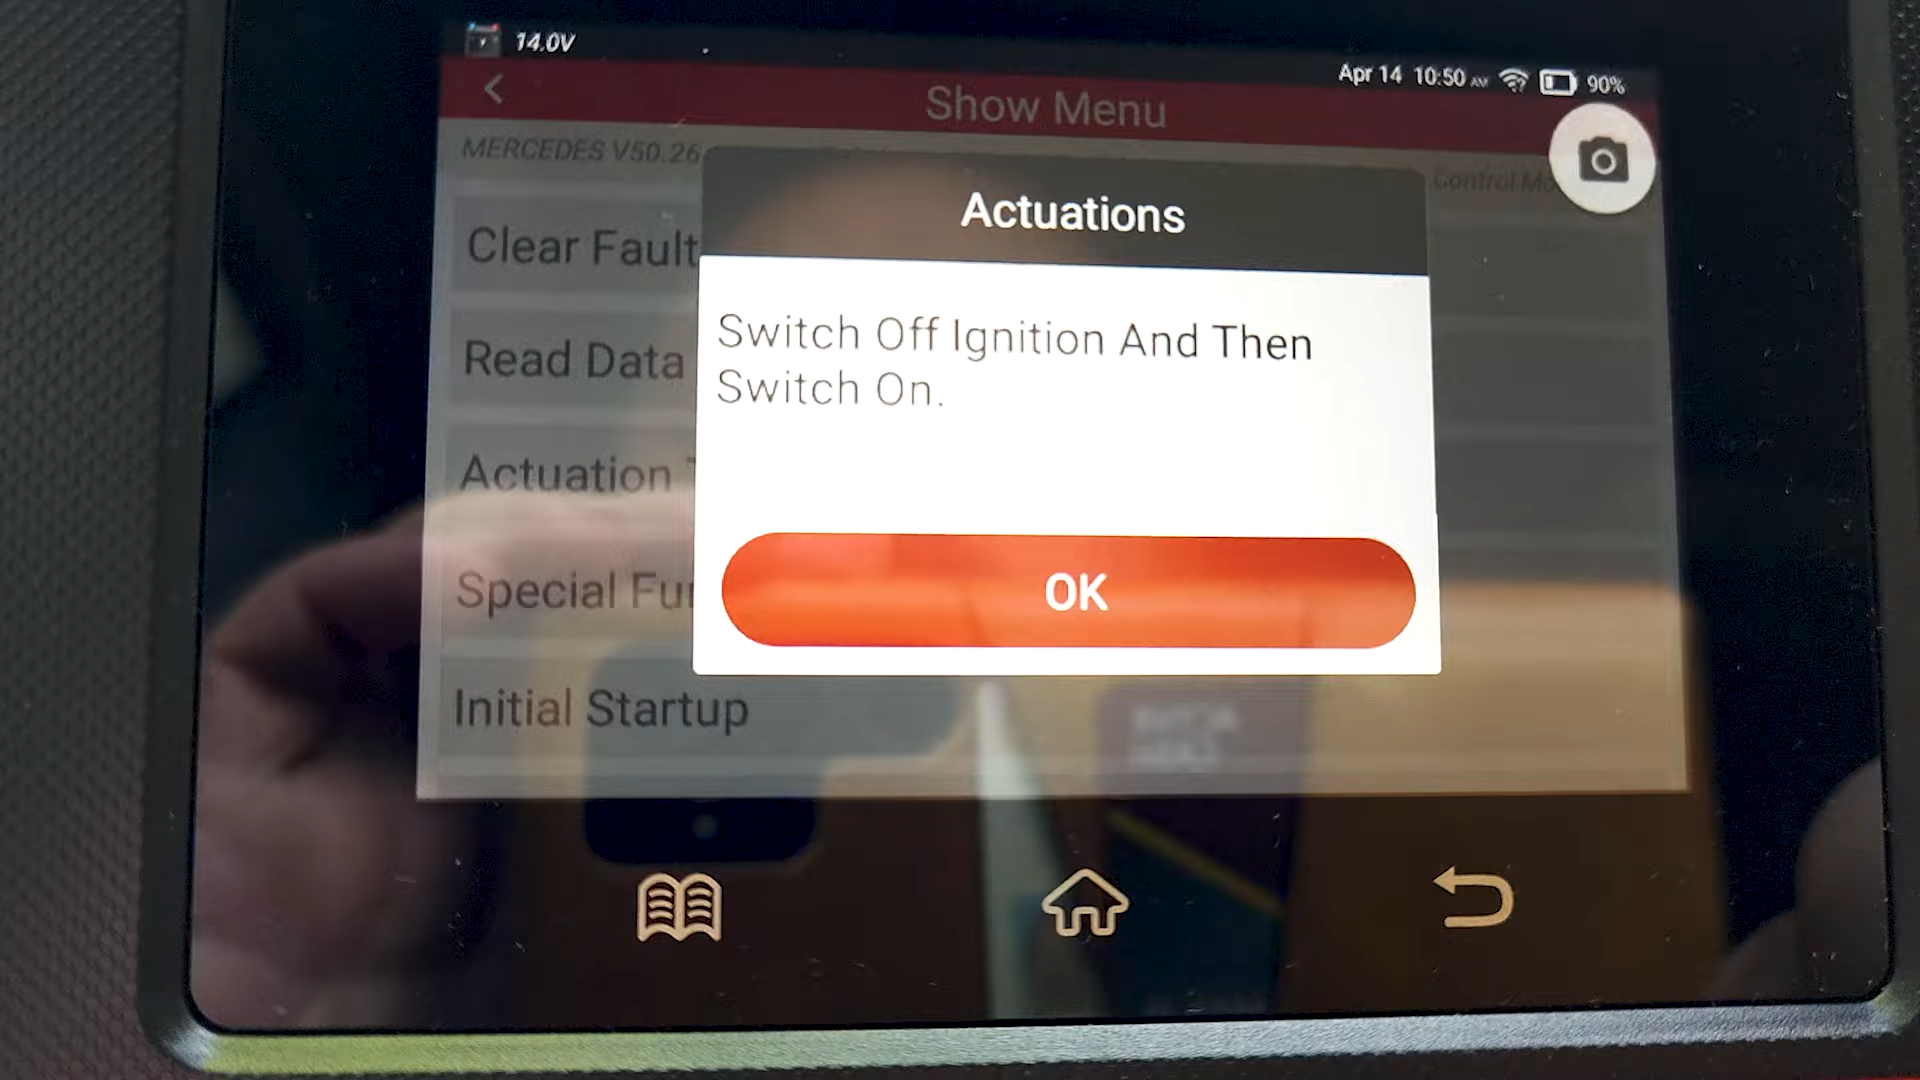 14.0V
Apr 14 10:50 AM 90%
Show Menu
MERCEDES V50.26
Control Mo
Actuations
Clear Fault
Switch Off Ignition And Then
Switch On.
Read Data
Actuation
Special Fu
OK
Initial Startup